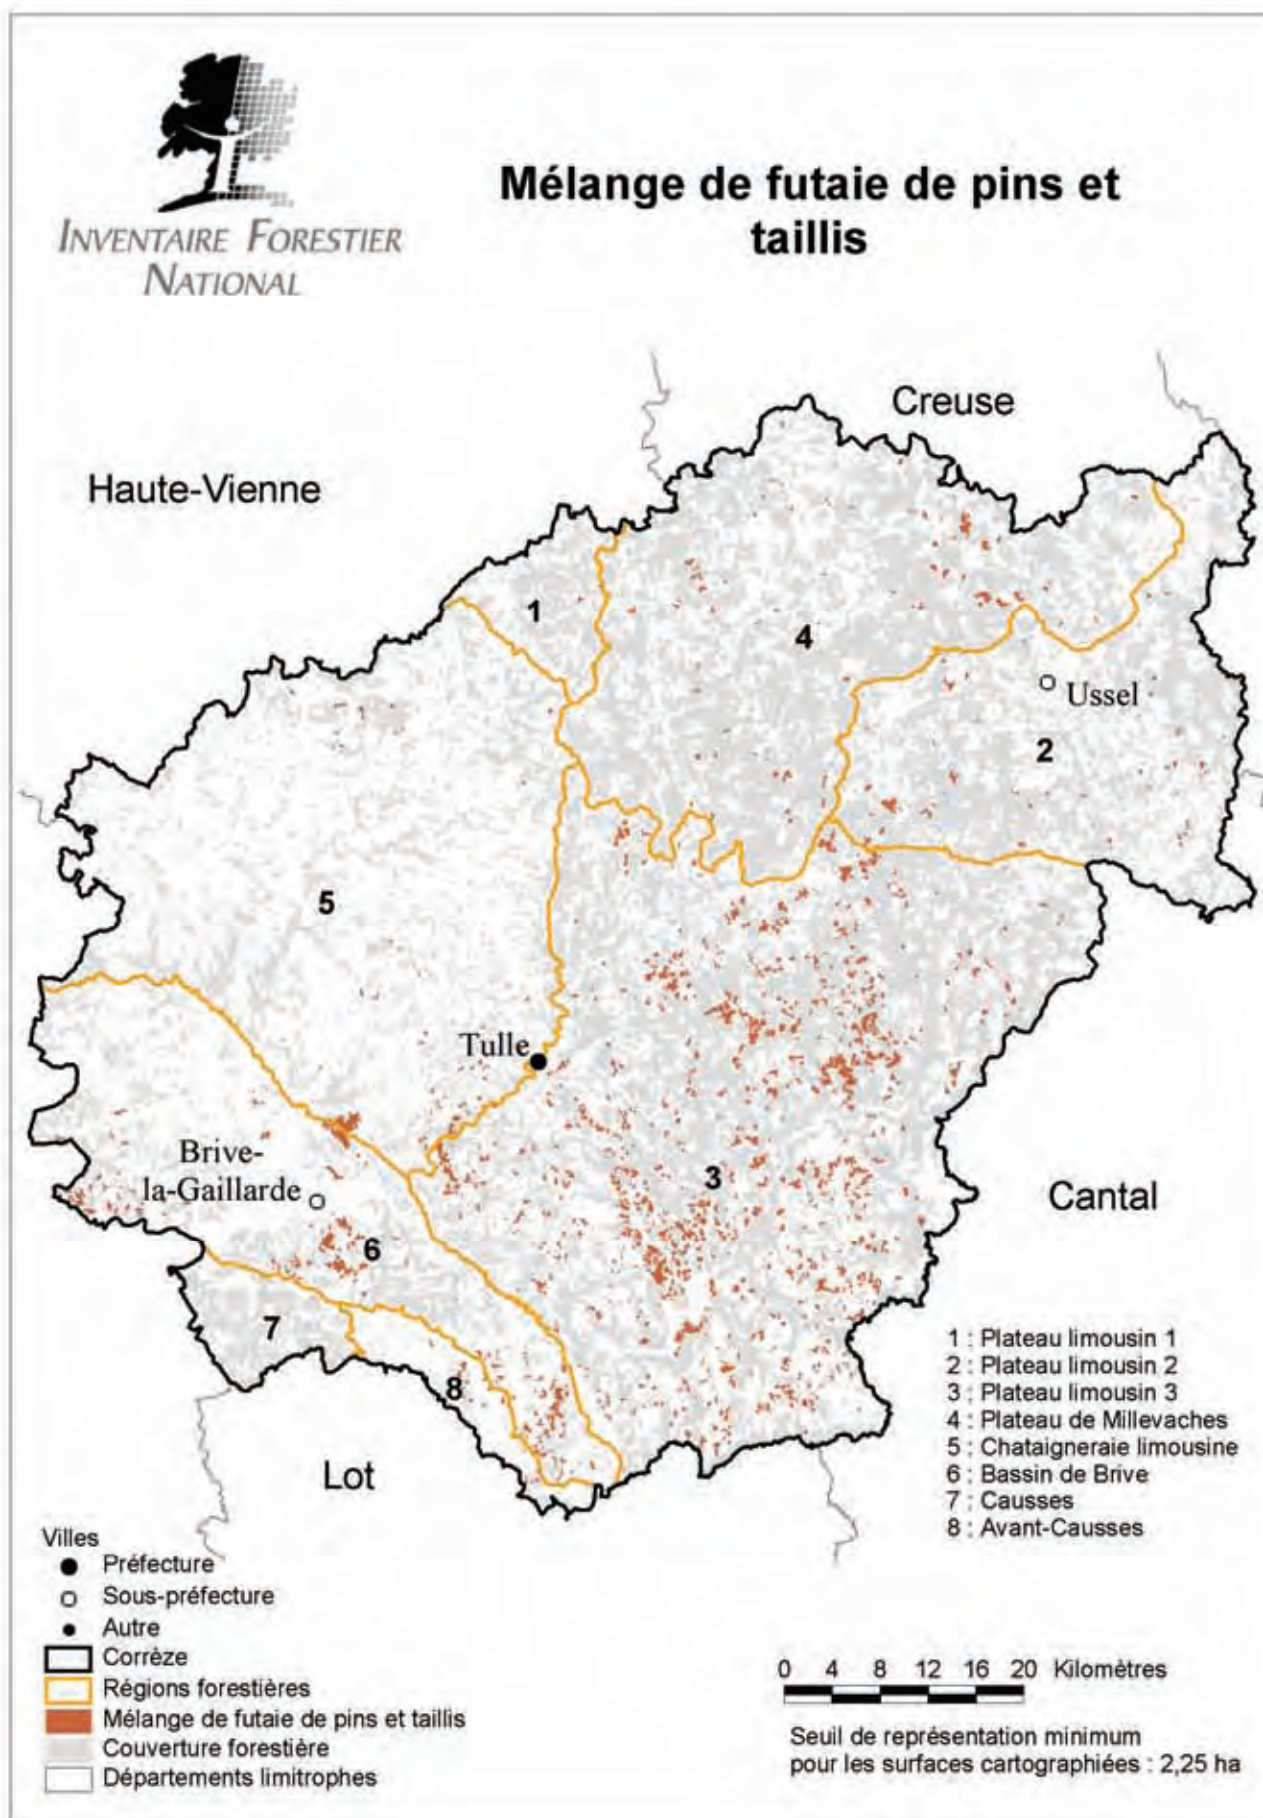 INVENTAIRE FORESTIER
NATIONAL
Mélange de futaie de pins et
taillis
Creuse
Haute-Vienne
1
4
Ussel
2
5
Tulle
Brive-
la-Gaillarde
3
Cantal
6
7
8
Lot
1 : Plateau limousin 1
2 : Plateau limousin 2
3 : Plateau limousin 3
4 : Plateau de Millevaches
5 : Chataigneraie limousine
6 : Bassin de Brive
7 : Causses
8 : Avant-Causses
Villes
Préfecture
Sous-préfecture
Autre
Corrèze
Régions forestières
Mélange de futaie de pins et taillis
Couverture forestière
Départements limitrophes
0 4 8 12 16 20 Kilomètres
Seuil de représentation minimum
pour les surfaces cartographiées : 2,25 ha